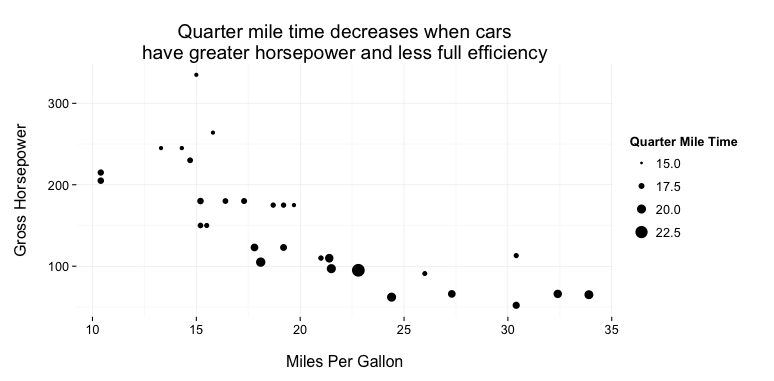 Quarter mile time decreases when cars
have greater horsepower and less full efficiency
Gross Horsepower
300
200
100
10 15 20 25 30 35
Miles Per Gallon
Quarter Mile Time
15.0
17.5
20.0
22.5